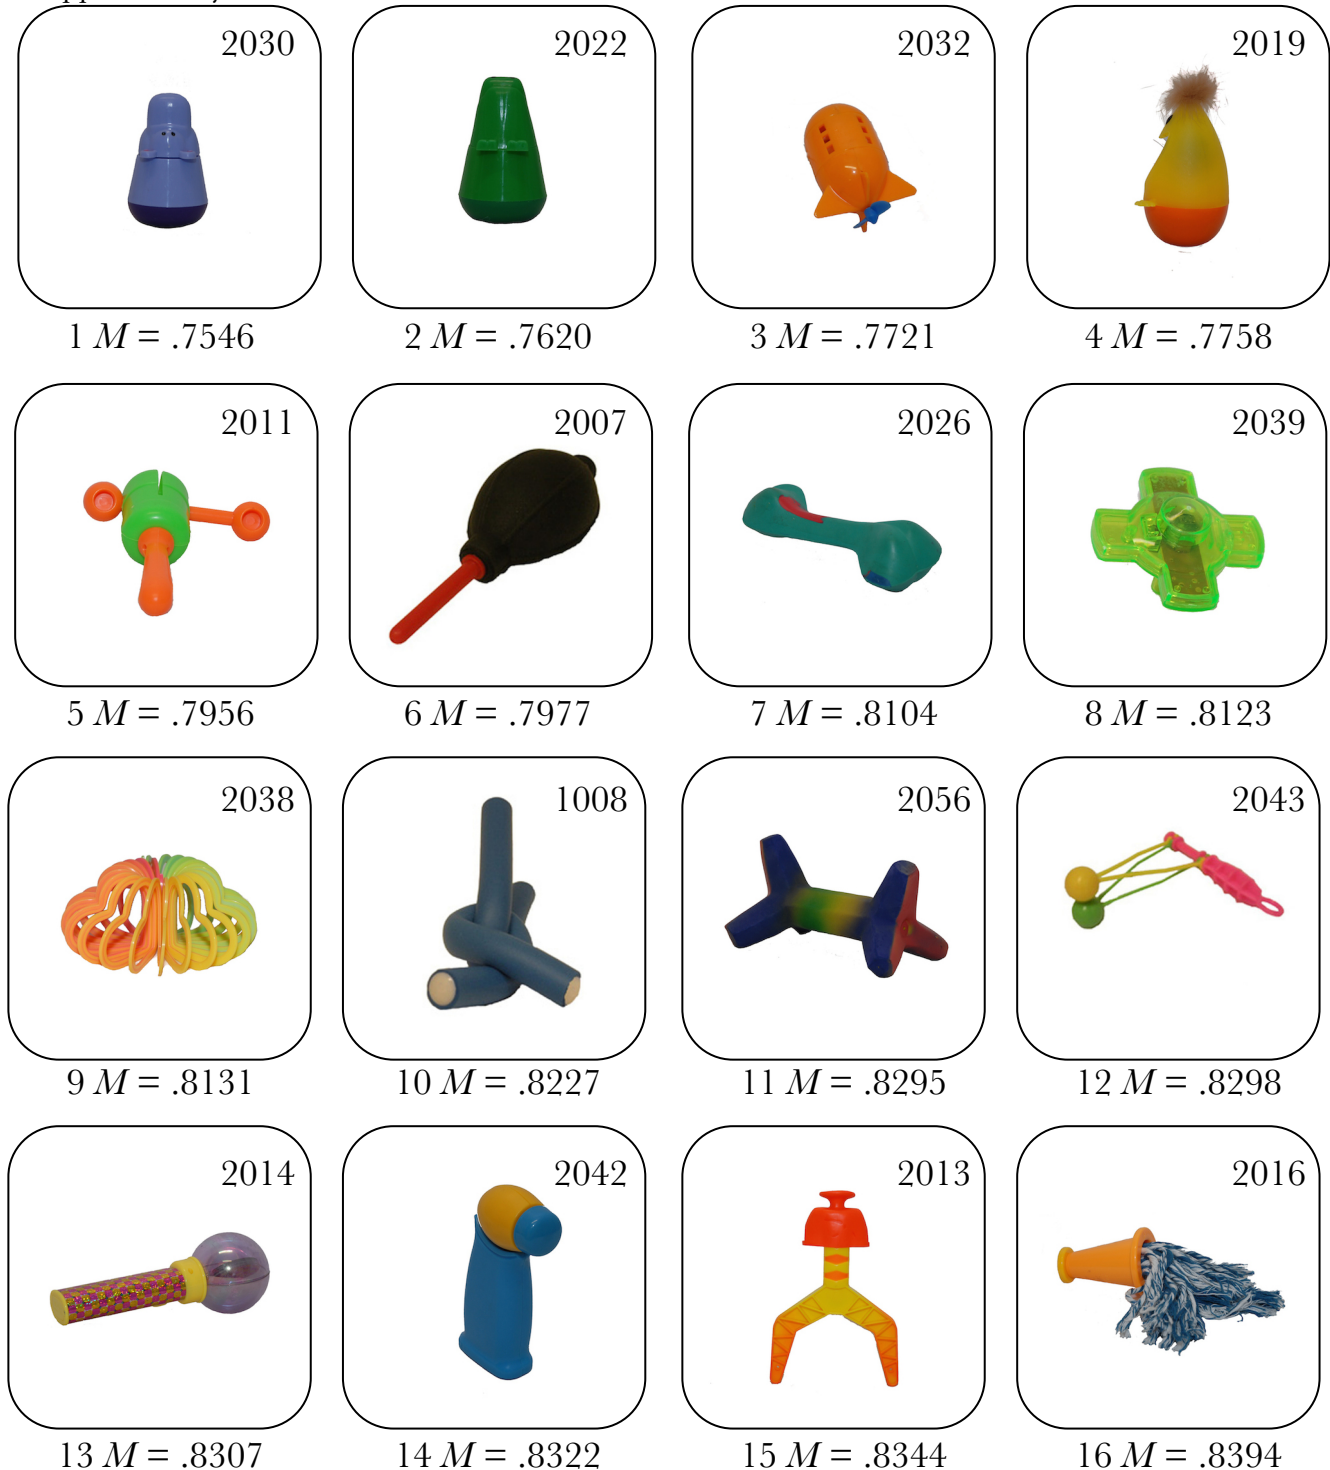 2030 2022 2032 2019
1 M = .7546 2 M = .7620 3 M = .7721 4 M = .7758
2011 2007 2026 2039
5 M = .7956 6 M = .7977 7 M = .8104 8 M = .8123
2038 1008 2056 2043
9 M = .8131 10 M = .8227 11 M = .8295 12 M = .8298
2014 2042 2013 2016
13 M = .8307 14 M = .8322 15 M = .8344 16 M = .8394